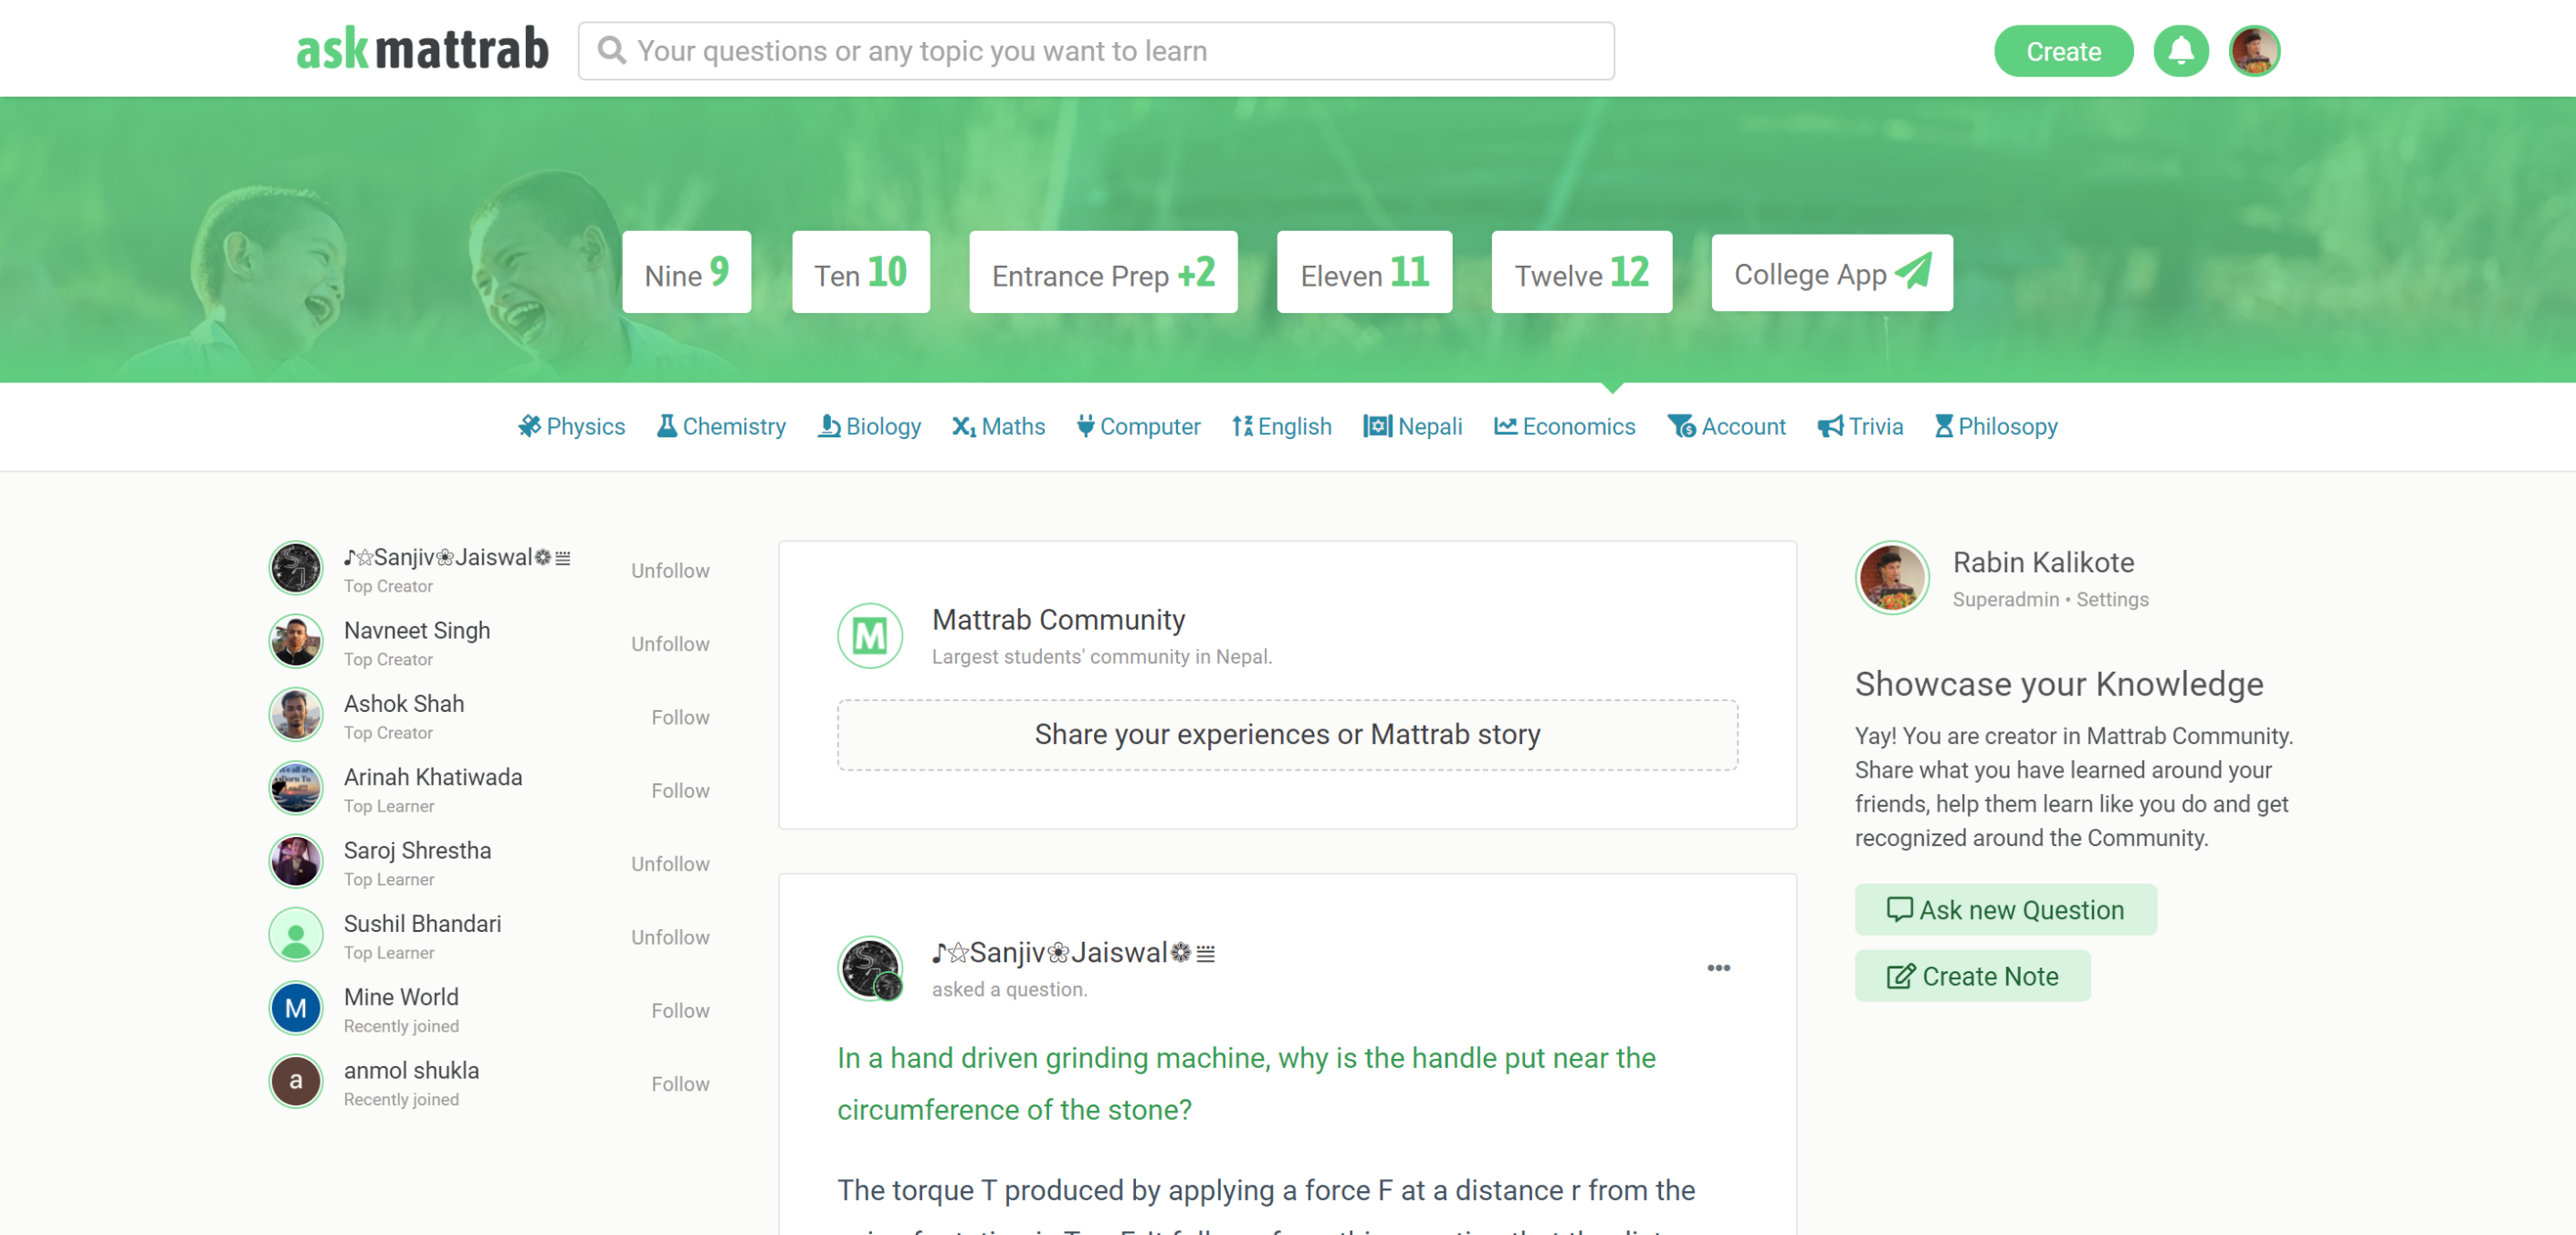 askmattrab
Your questions or any topic you want to learn
Create
Nine 9
Ten 10
Entrance Prep +2
Eleven 11
Twelve 12
College App
Physics
Chemistry
Biology
X₁ Maths
Computer
English
Nepali
Economics
Account
Trivia
Philosopy
♪☆Sanjiv❀Jaiswal❁𝌆
Top Creator
Unfollow
Navneet Singh
Top Creator
Unfollow
Ashok Shah
Top Creator
Follow
Arinah Khatiwada
Top Learner
Follow
Saroj Shrestha
Top Learner
Unfollow
Sushil Bhandari
Top Learner
Unfollow
M
Mine World
Recently joined
Follow
a
anmol shukla
Recently joined
Follow
M
Mattrab Community
Largest students' community in Nepal.
Share your experiences or Mattrab story
♪☆Sanjiv❀Jaiswal❁𝌆
asked a question.
In a hand driven grinding machine, why is the handle put near the
circumference of the stone?
The torque T produced by applying a force F at a distance r from the
Rabin Kalikote
Superadmin • Settings
Showcase your Knowledge
Yay! You are creator in Mattrab Community.
Share what you have learned around your
friends, help them learn like you do and get
recognized around the Community.
Ask new Question
Create Note